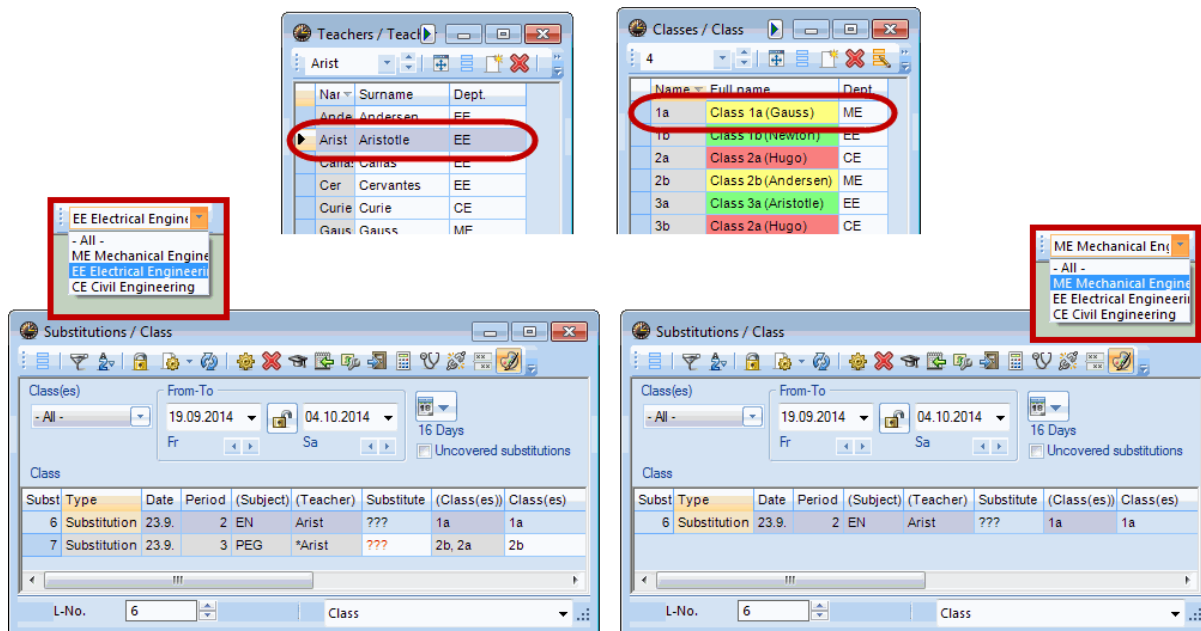 Teachers / Teach
Arist
Nar Surname Dept.
Ande Andersen EE
Arist Aristotle EE
Callas Callas EE
Cer Cervantes EE
Curie Curie CE
Gaus Gauss ME
Classes / Class
4
Name Full name Dept.
1a Class 1a (Gauss) ME
1b Class 1b (Newton) EE
2a Class 2a (Hugo) CE
2b Class 2b (Andersen) ME
3a Class 3a (Aristotle) EE
3b Class 2a (Hugo) CE
EE Electrical Engine
- All -
ME Mechanical Engine
EE Electrical Engineerin
CE Civil Engineering
ME Mechanical Eng
- All -
ME Mechanical Engine
EE Electrical Engineerin
CE Civil Engineering
Substitutions / Class
Class(es) From-To
- All - 19.09.2014 04.10.2014
16 Days
Fr Sa Uncovered substitutions
Class
Subst Type Date Period (Subject) (Teacher) Substitute (Class(es)) Class(es)
6 Substitution 23.9. 2 EN Arist ??? 1a 1a
7 Substitution 23.9. 3 PEG *Arist ??? 2b, 2a 2b
L-No. 6 Class
Substitutions / Class
Class(es) From-To
- All - 19.09.2014 04.10.2014
16 Days
Fr Sa Uncovered substitutions
Class
Subst Type Date Period (Subject) (Teacher) Substitute (Class(es)) Class(es)
6 Substitution 23.9. 2 EN Arist ??? 1a 1a
L-No. 6 Class